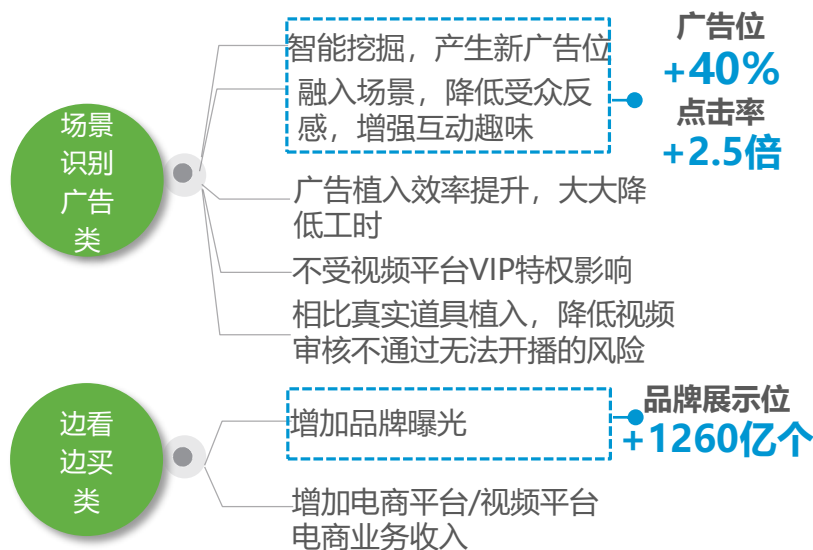 场景
识别
广告
类
智能挖掘，产生新广告位
融入场景，降低受众反
感，增强互动趣味
广告位
+40%
点击率
+2.5倍
广告植入效率提升，大大降
低工时
不受视频平台VIP特权影响
相比真实道具植入，降低视频
审核不通过无法开播的风险
边看
边买
类
增加品牌曝光
品牌展示位
+1260亿个
增加电商平台/视频平台
电商业务收入